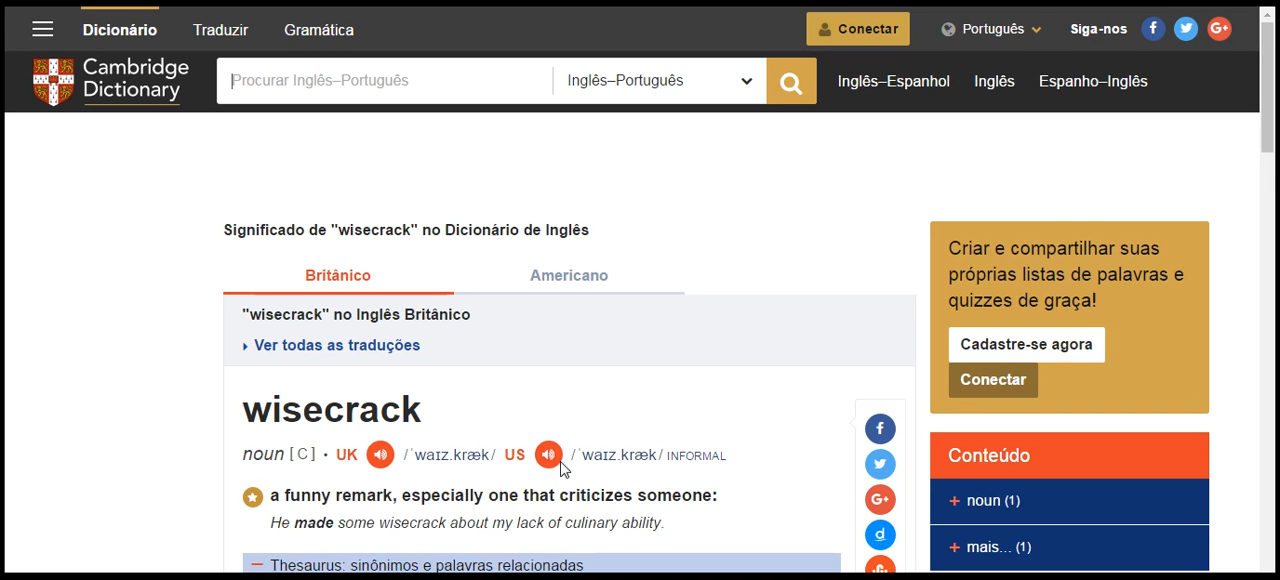 Dicionário Traduzir Gramática Conectar Português Siga-nos f G+
Cambridge Dictionary
Procurar Inglês–Português Inglês–Português Inglês–Espanhol Inglês Espanho–Inglês
Significado de "wisecrack" no Dicionário de Inglês
Britânico Americano
"wisecrack" no Inglês Britânico
Ver todas as traduções
wisecrack
noun [C] · UK /ˈwaɪz.kræk/ US /ˈwaɪz.kræk/ INFORMAL
a funny remark, especially one that criticizes someone:
He made some wisecrack about my lack of culinary ability.
– Thesaurus: sinônimos e palavras relacionadas
f
G+
d
Criar e compartilhar suas
próprias listas de palavras e
quizzes de graça!
Cadastre-se agora
Conectar
Conteúdo
+ noun (1)
+ mais... (1)